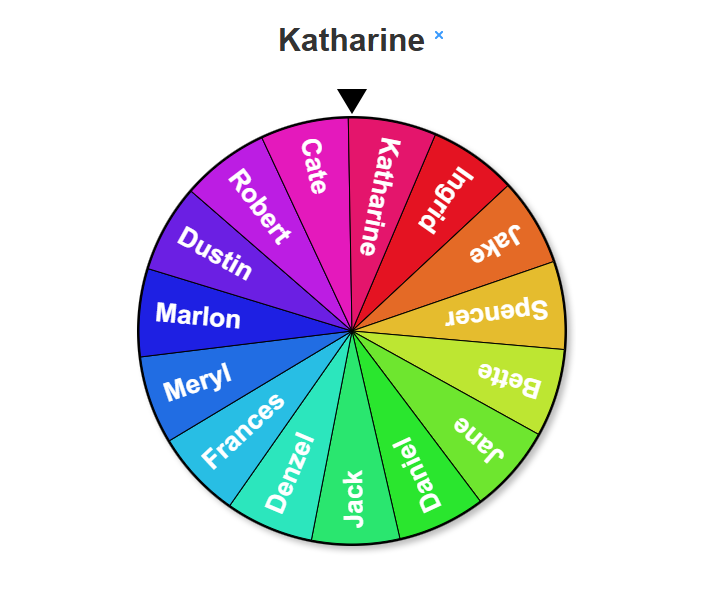 Katharine ×
Katharine
Ingrid
Jake
Spencer
Bette
Jane
Daniel
Jack
Denzel
Frances
Meryl
Marlon
Dustin
Robert
Cate